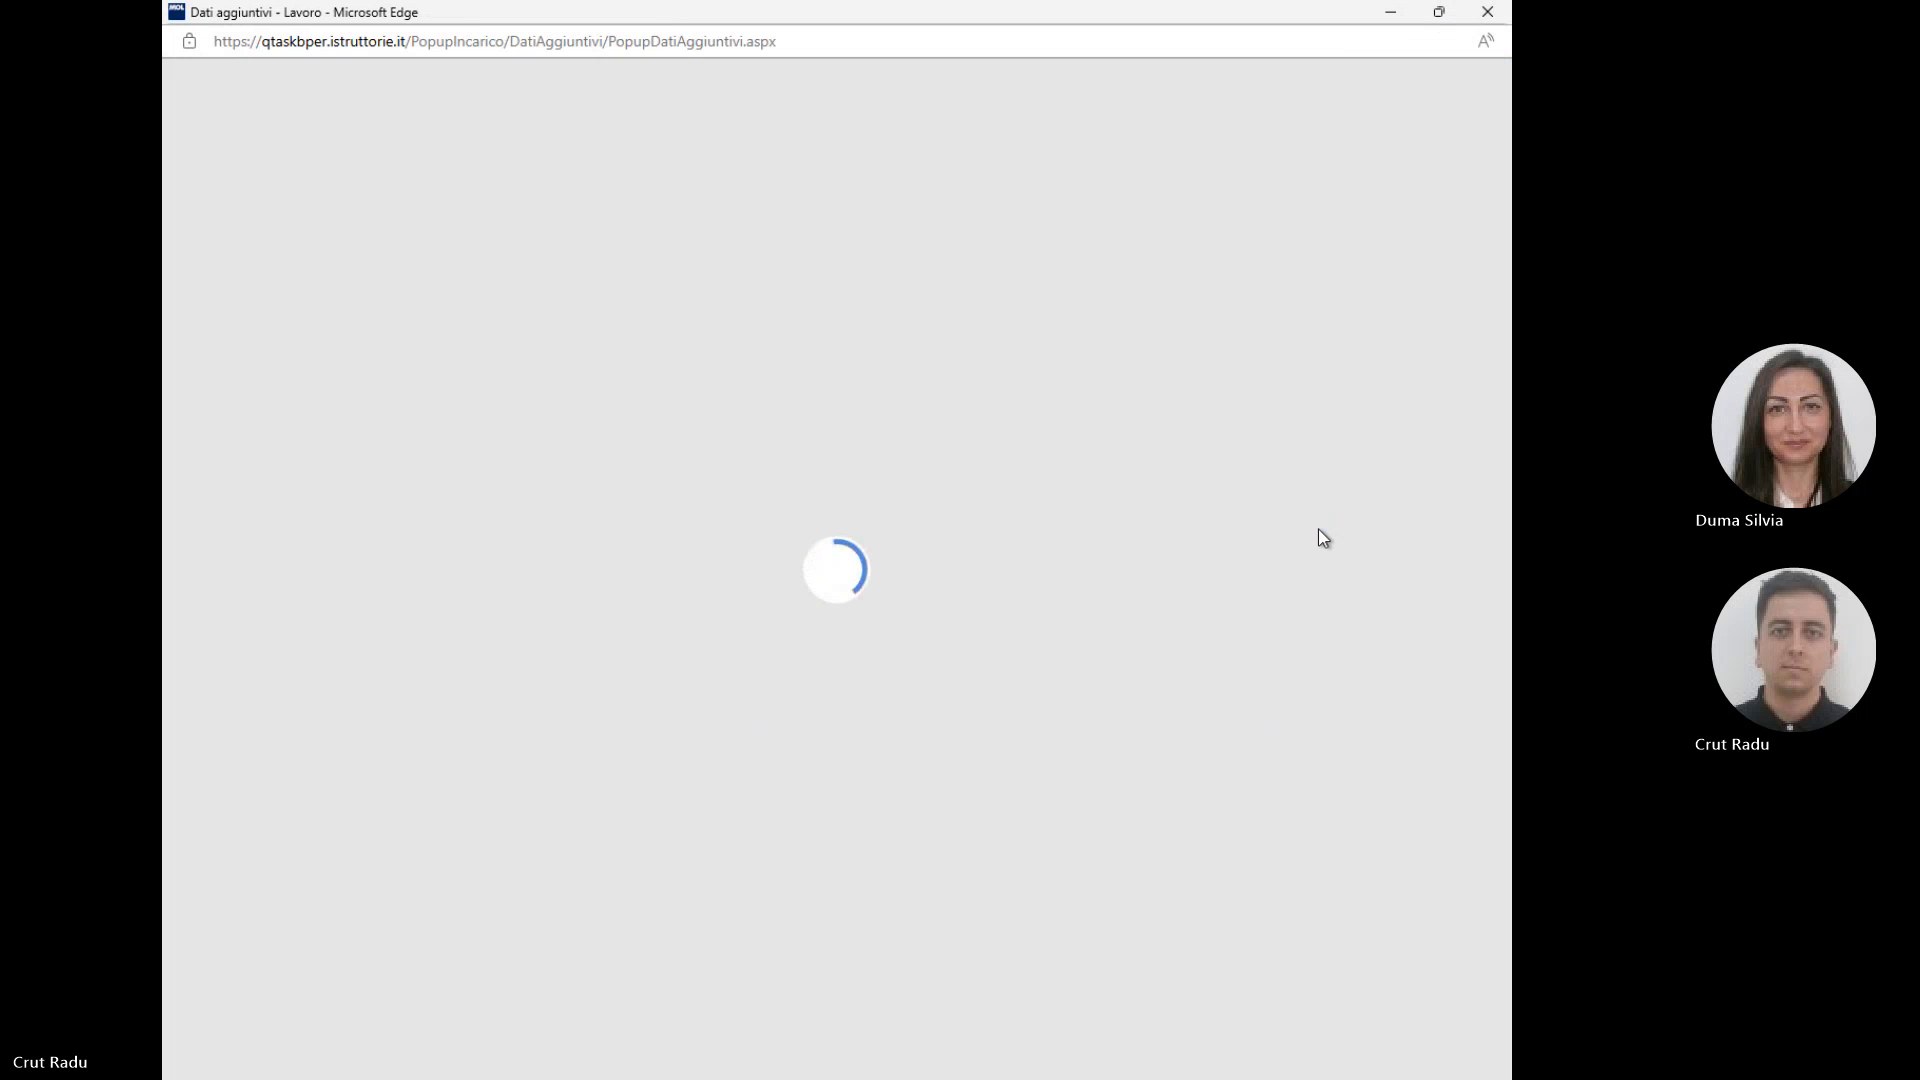 MOL
Dati aggiuntivi - Lavoro - Microsoft Edge
https://qtaskbper.istruttorie.it/PopupIncarico/DatiAggiuntivi/PopupDatiAggiuntivi.aspx
Duma Silvia
Crut Radu
Crut Radu